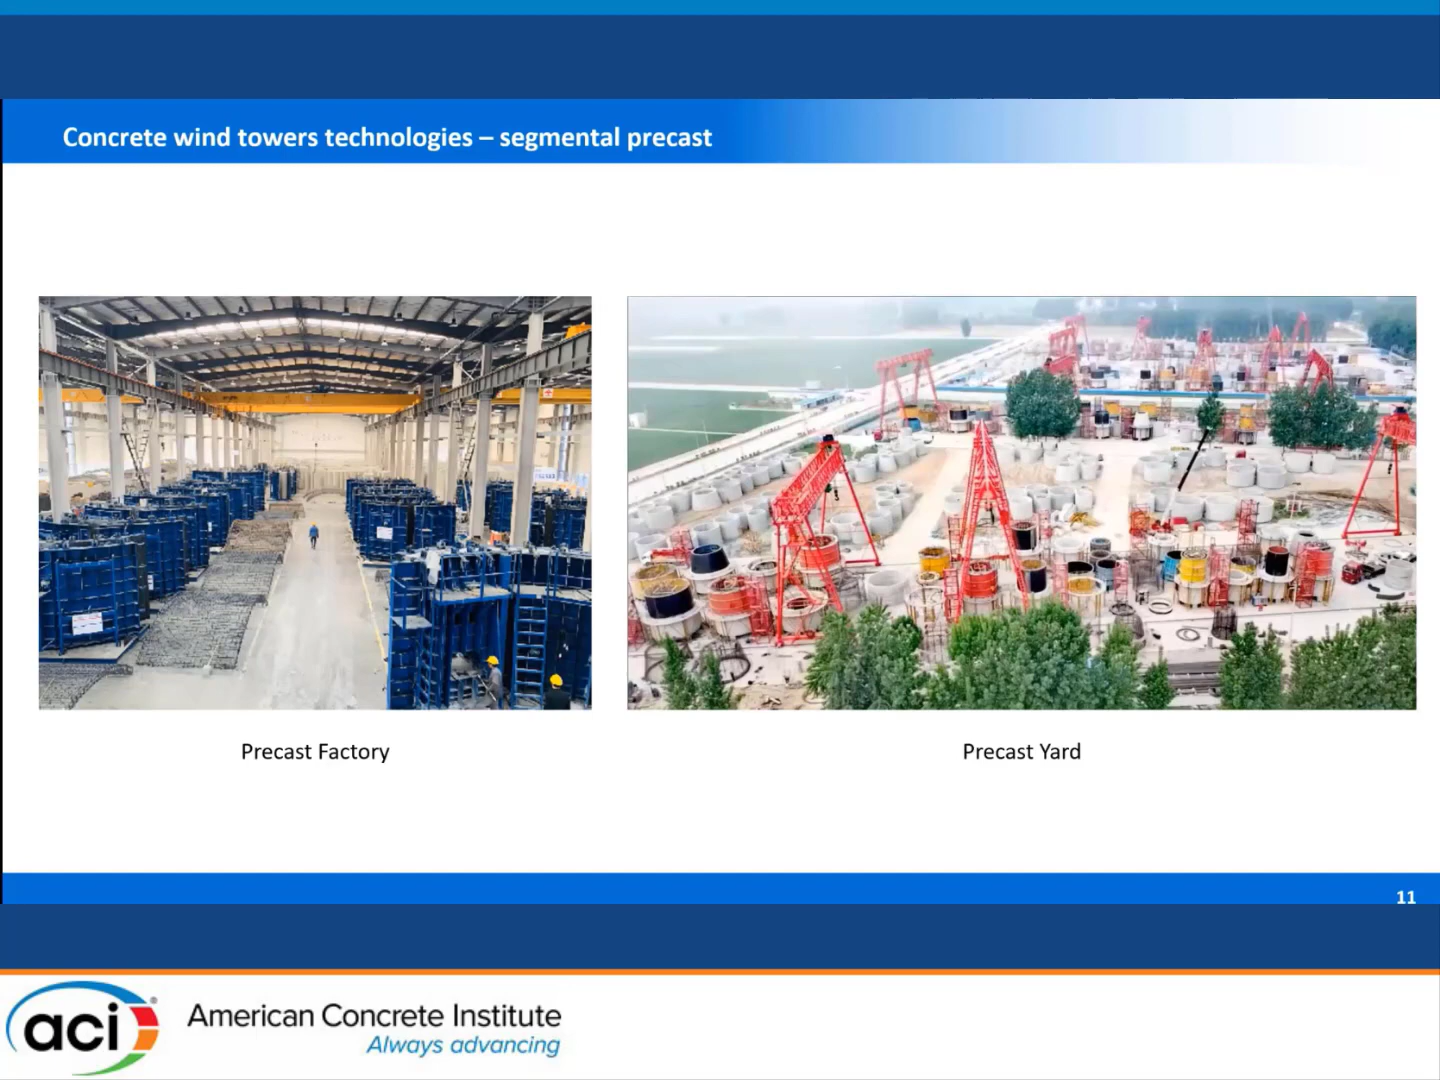 Concrete wind towers technologies – segmental precast
Precast Factory
Precast Yard
11
aci®
American Concrete Institute
Always advancing